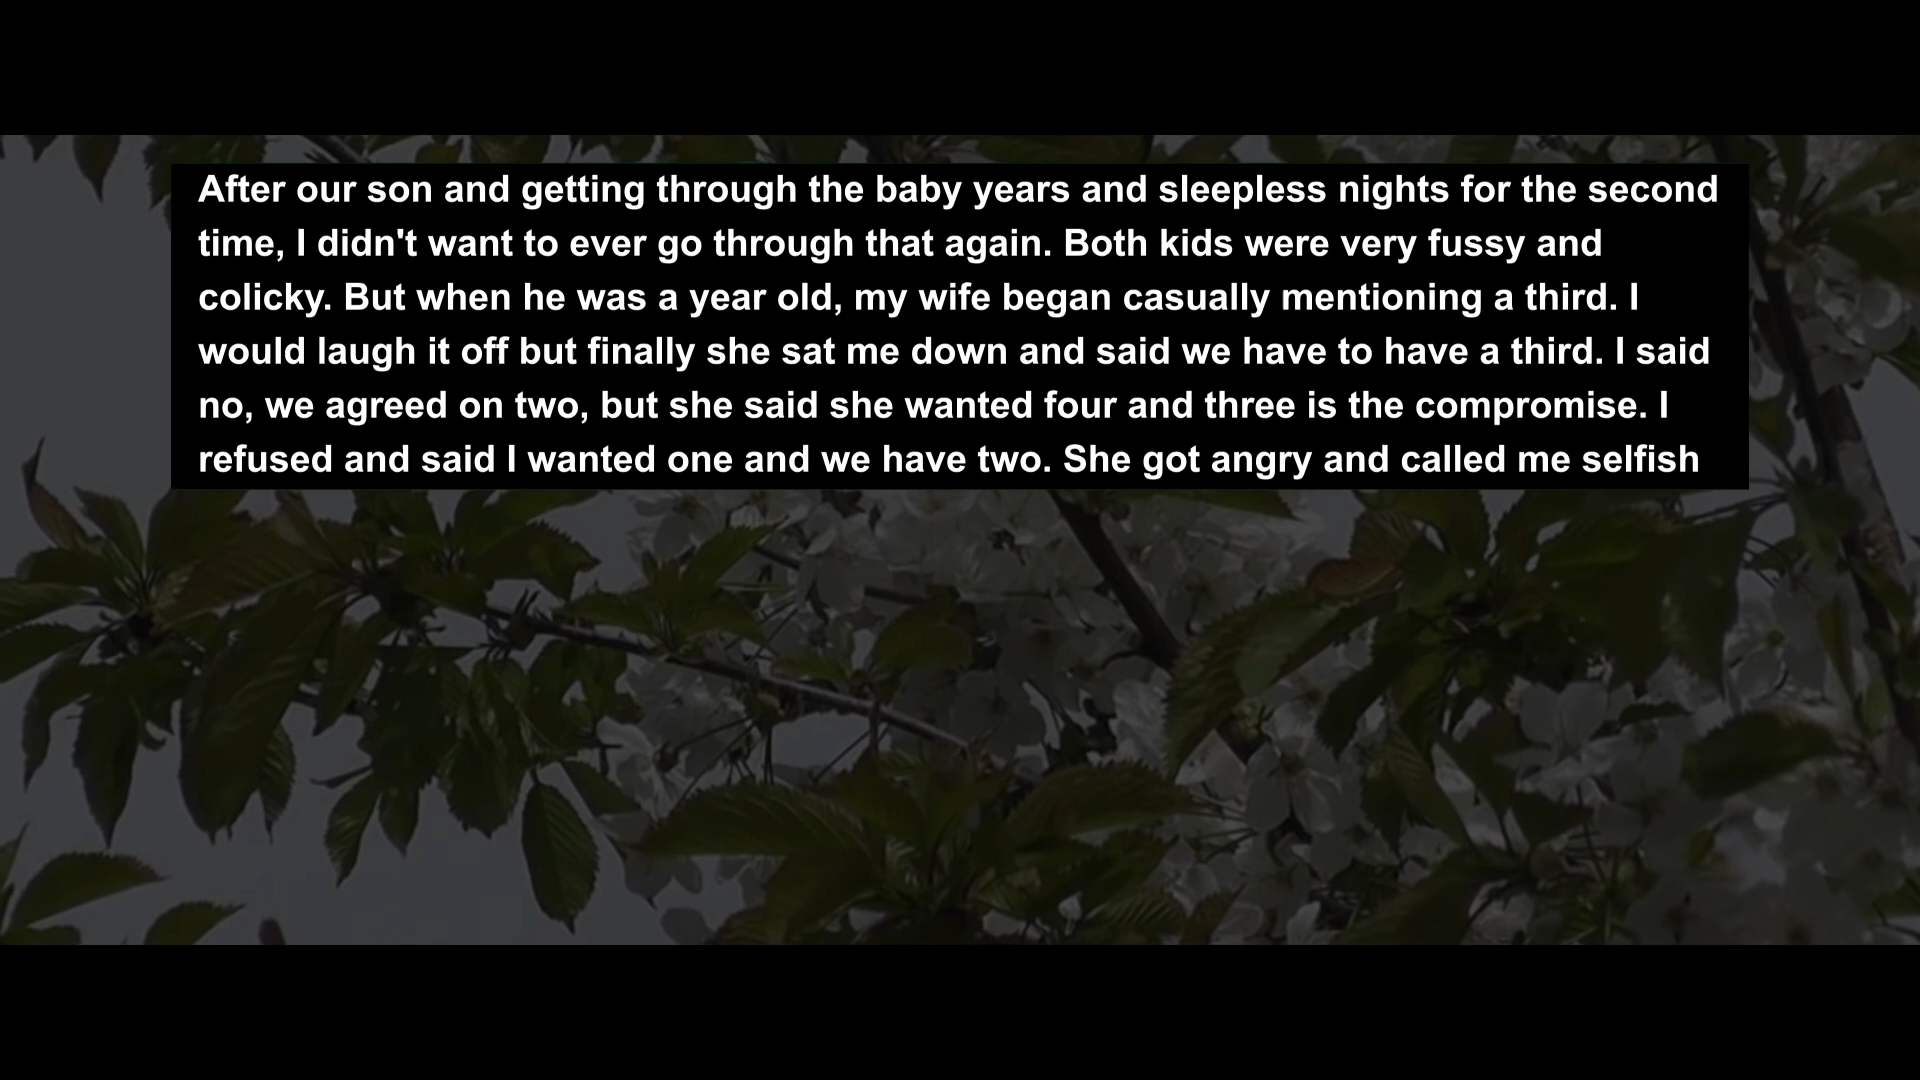 After our son and getting through the baby years and sleepless nights for the second
time, I didn't want to ever go through that again. Both kids were very fussy and
colicky. But when he was a year old, my wife began casually mentioning a third. I
would laugh it off but finally she sat me down and said we have to have a third. I said
no, we agreed on two, but she said she wanted four and three is the compromise. I
refused and said I wanted one and we have two. She got angry and called me selfish